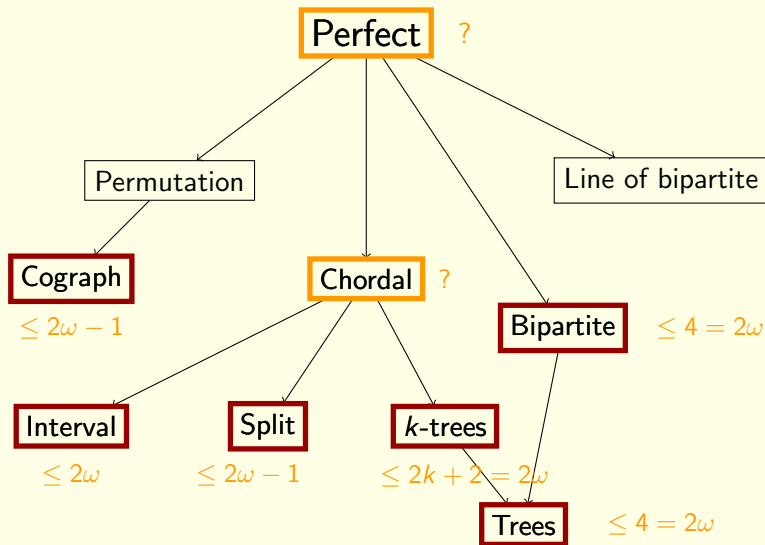 Perfect ?
Permutation
Line of bipartite
Cograph
≤ 2ω − 1
Chordal ?
Bipartite ≤ 4 = 2ω
Interval
≤ 2ω
Split
≤ 2ω − 1
k-trees
≤ 2k + 2 = 2ω
Trees ≤ 4 = 2ω